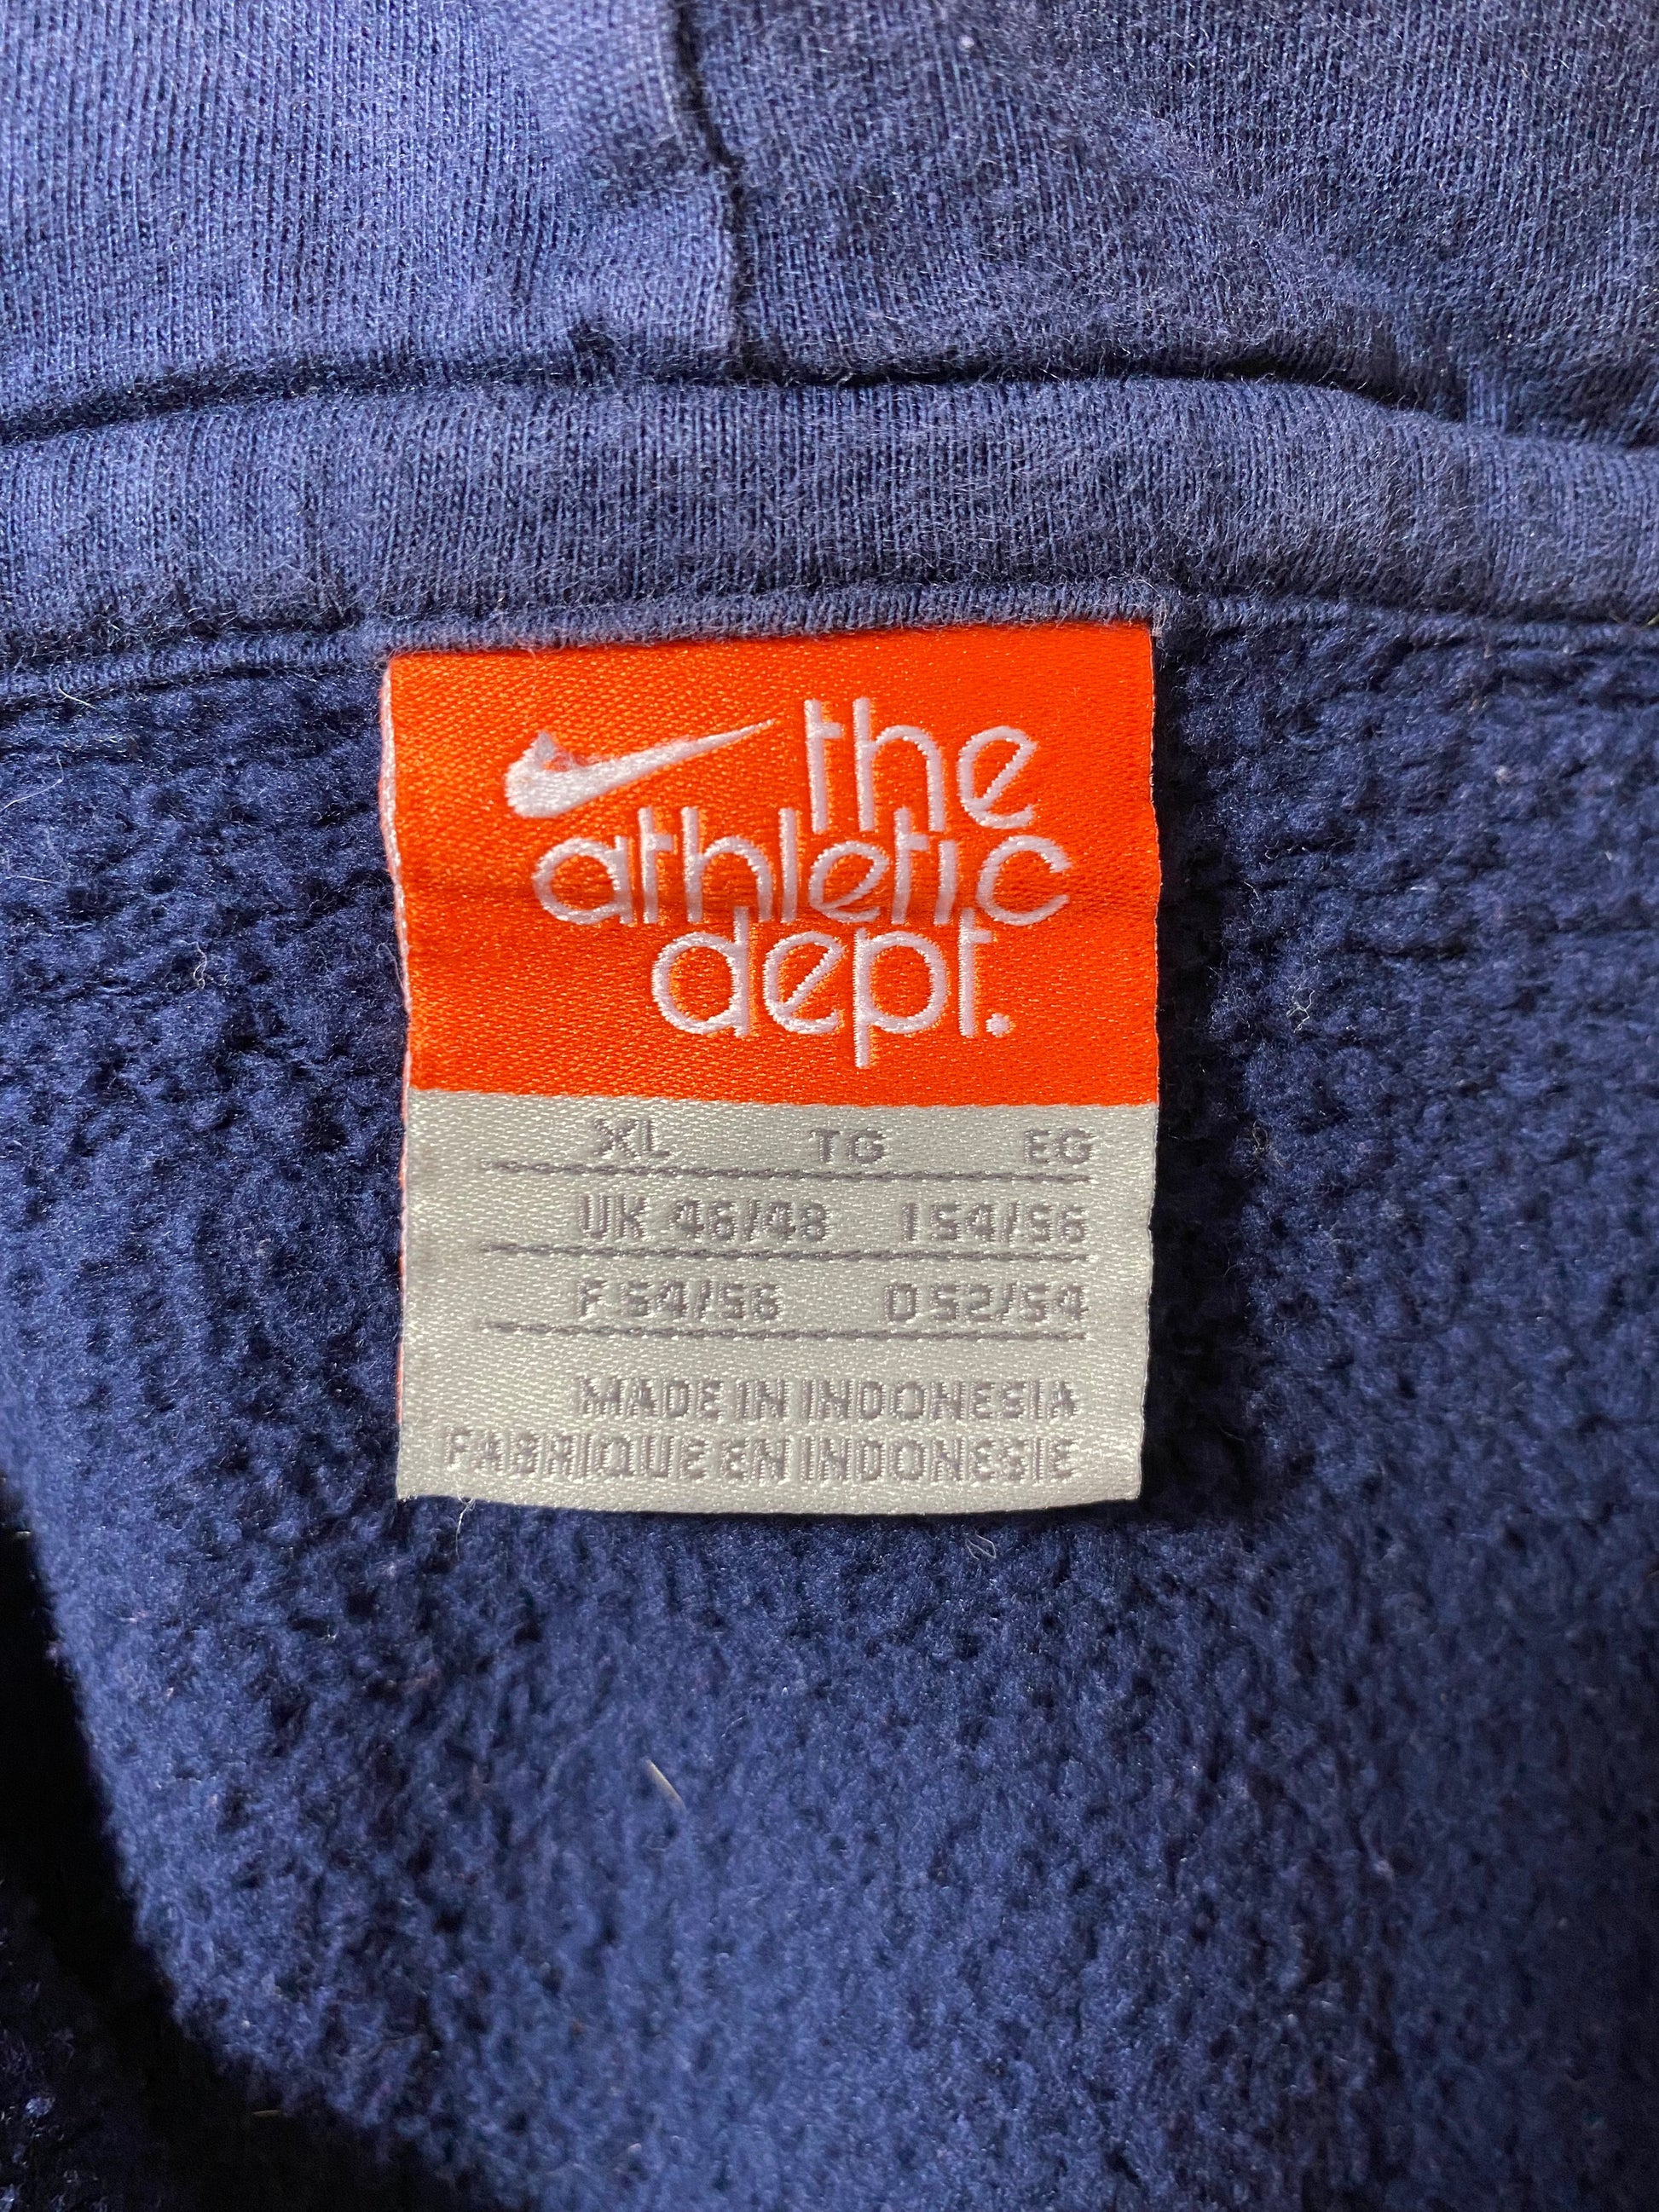 the
athletic
dept.
XL TG EG
UK 46/48 I 54/56
F 54/56 D 52/54
MADE IN INDONESIA
FABRIQUE EN INDONESIE